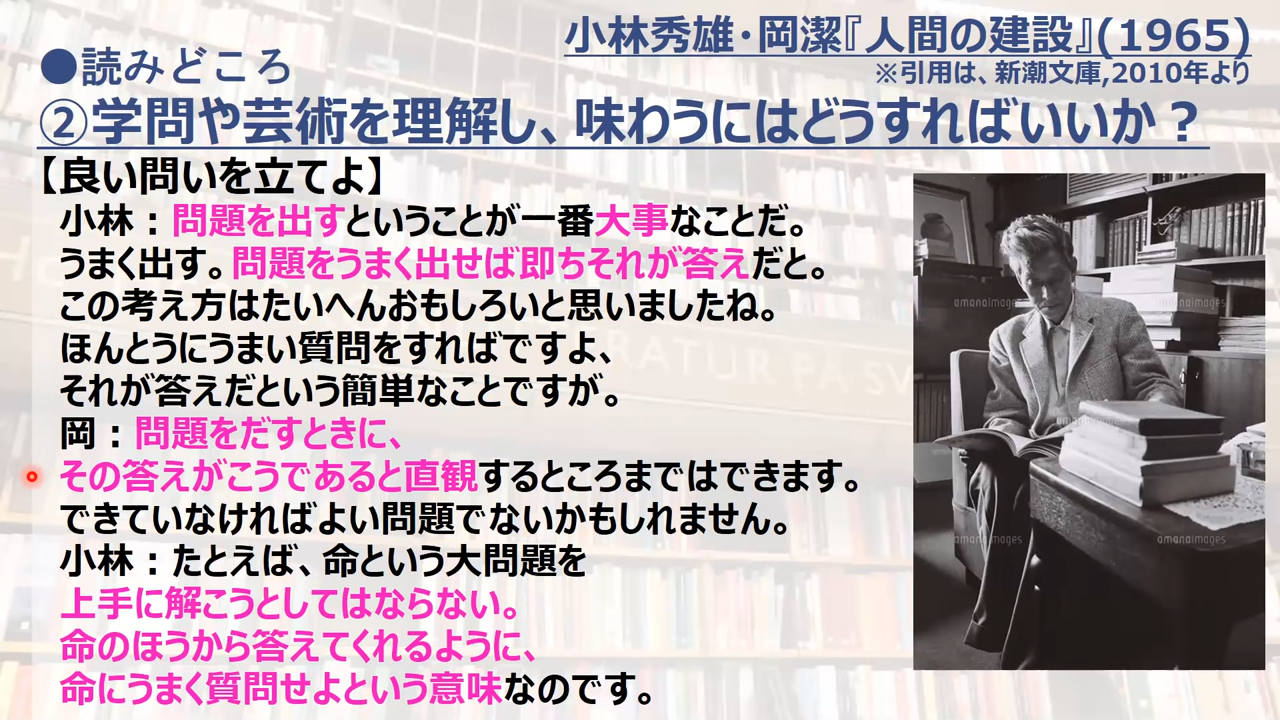 小林秀雄・岡潔『人間の建設』(1965)
※引用は、新潮文庫,2010年より
●読みどころ
②学問や芸術を理解し、味わうにはどうすればいいか？
【良い問いを立てよ】
小林：問題を出すということが一番大事なことだ。
うまく出す。問題をうまく出せば即ちそれが答えだと。
この考え方はたいへんおもしろいと思いましたね。
ほんとうにうまい質問をすればですよ、
それが答えだという簡単なことですが。
岡：問題をだすときに、
その答えがこうであると直観するところまではできます。
できていなければよい問題でないかもしれません。
小林：たとえば、命という大問題を
上手に解こうとしてはならない。
命のほうから答えてくれるように、
命にうまく質問せよという意味なのです。
amanaimages
amanaimages
amanaimages
amanaimages
amanaimages